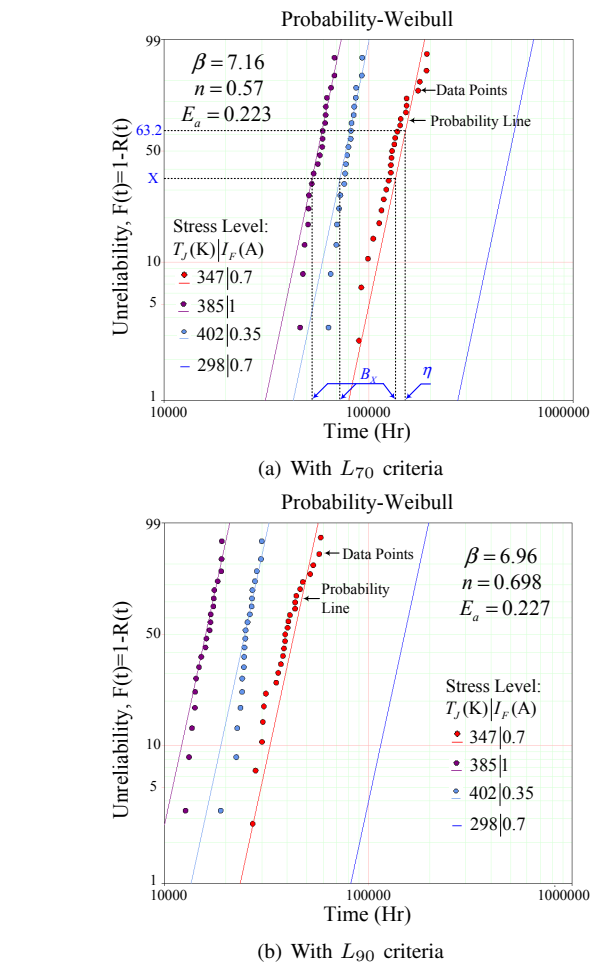 Probability-Weibull
99
β = 7.16
n = 0.57
E_a = 0.223
Data Points
Probability Line
63.2
50
X
Unreliability, F(t)=1-R(t)
Stress Level:
T_J(K)|I_F(A)
347|0.7
385|1
402|0.35
298|0.7
10
5
B_X
η
1
10000 100000 1000000
Time (Hr)
(a) With L_70 criteria
Probability-Weibull
99
Data Points
β = 6.96
n = 0.698
E_a = 0.227
Probability
Line
50
Unreliability, F(t)=1-R(t)
Stress Level:
T_J(K)|I_F(A)
347|0.7
385|1
402|0.35
298|0.7
10
5
1
10000 100000 1000000
Time (Hr)
(b) With L_90 criteria